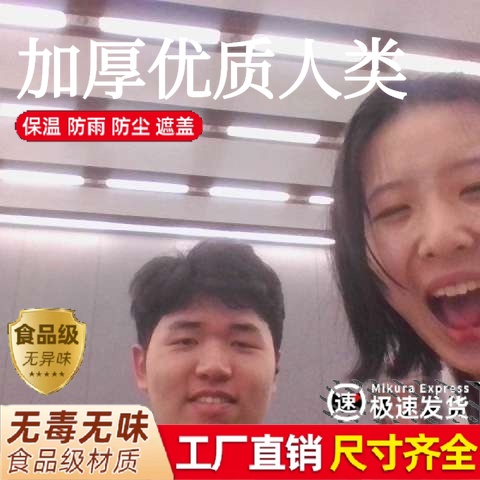 加厚优质人类
保温 防雨 防尘 遮盖
食品级
无异味
Mikura Express
速 极速发货
无毒无味
食品级材质
工厂直销 尺寸齐全